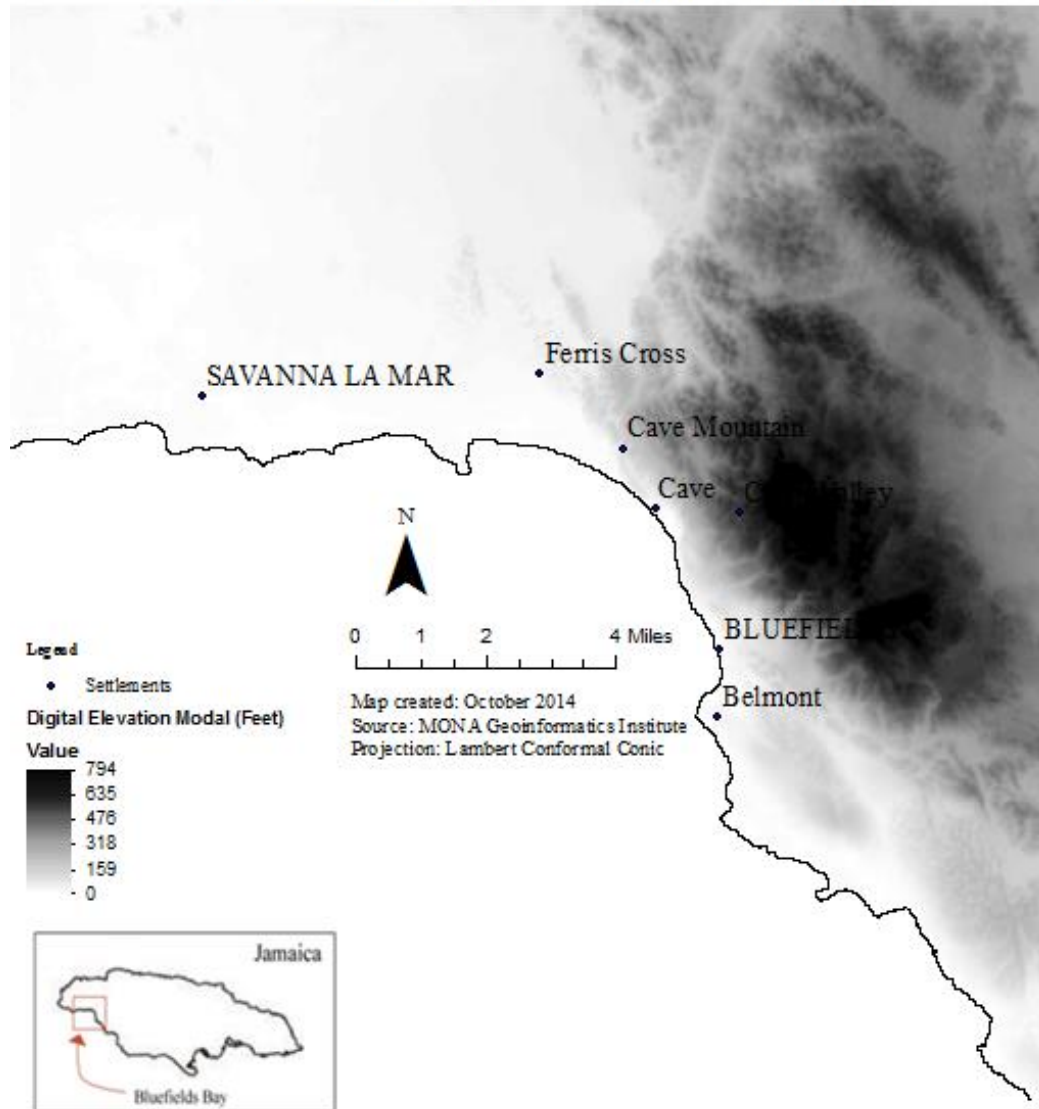 Ferris Cross
SAVANNA LA MAR
Cave Mountain
Cave
N
BLUEFIEL
Belmont
0 1 2 4 Miles
Legend
Settlements
Map created: October 2014
Source: MONA Geoinformatics Institute
Projection: Lambert Conformal Conic
Digital Elevation Modal (Feet)
Value
794
635
476
318
159
0
Jamaica
Bluefields Bay